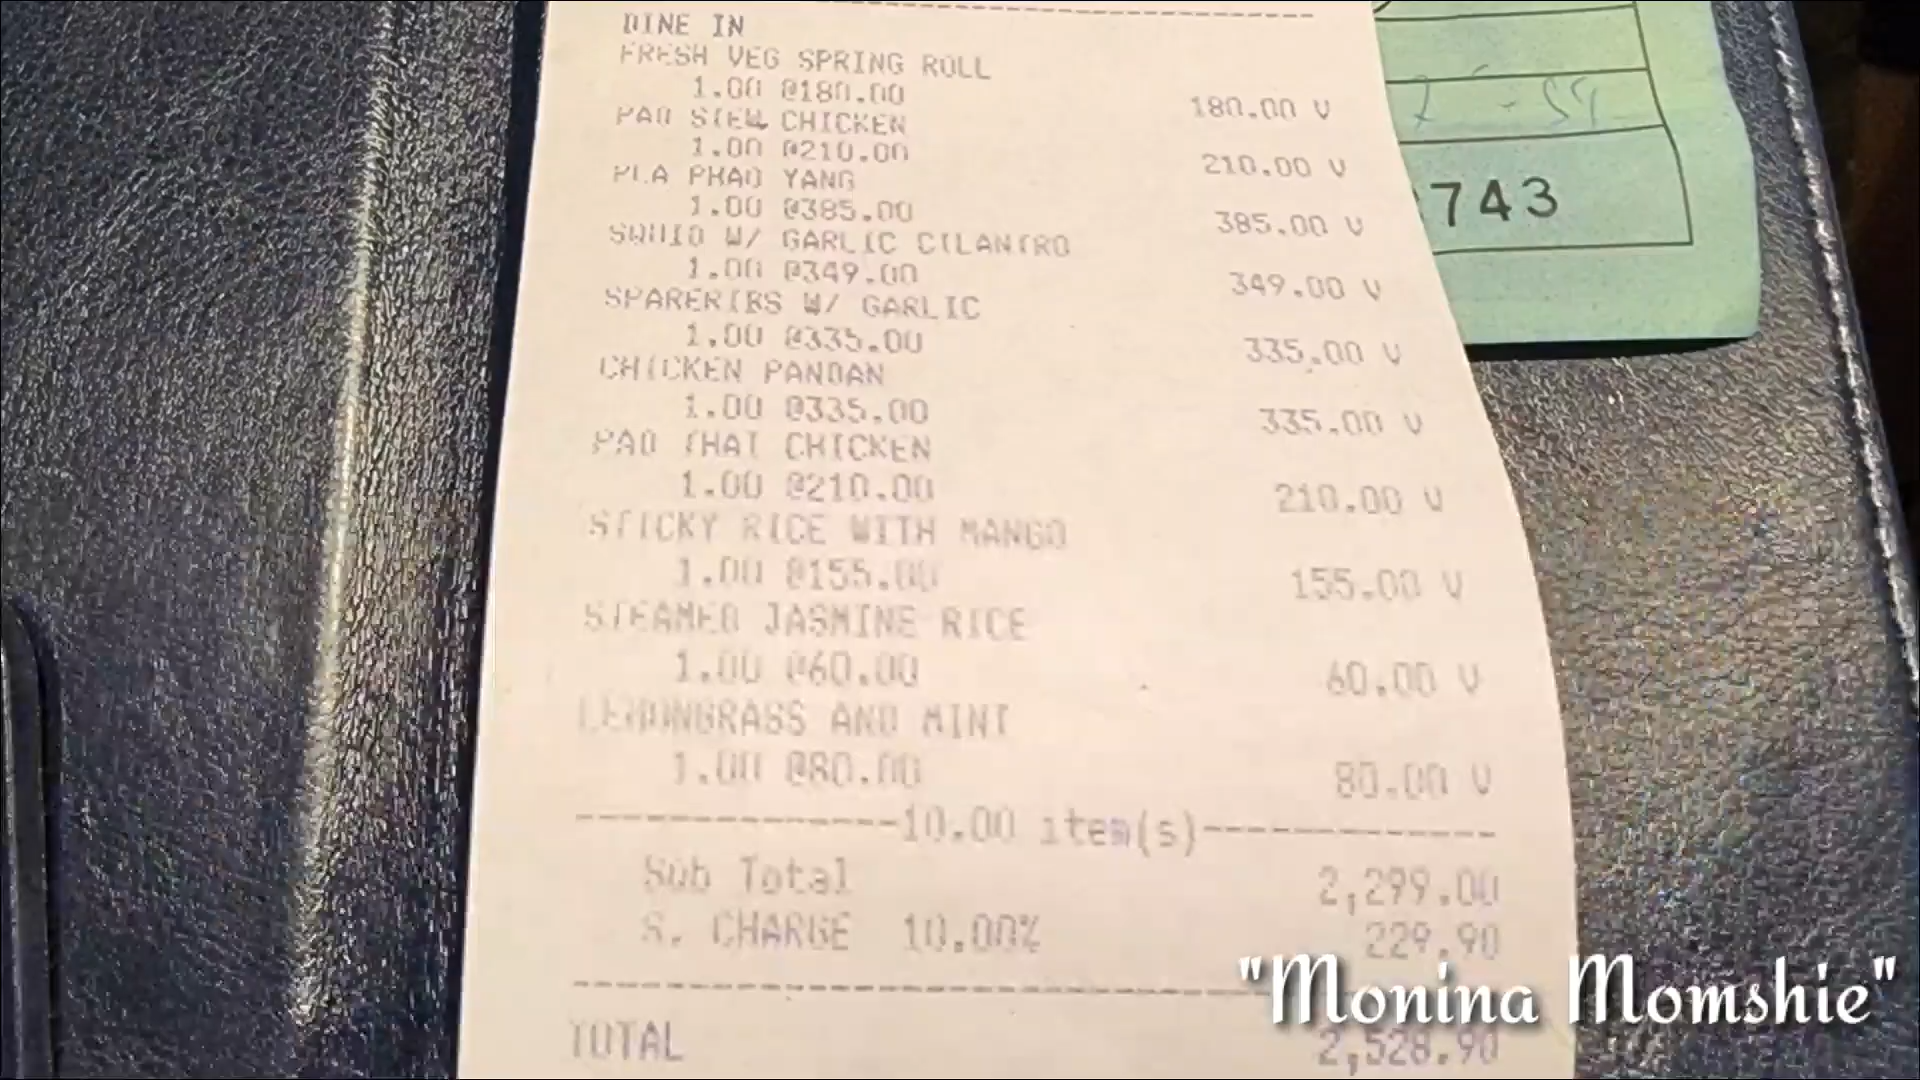 DINE IN
FRESH VEG SPRING ROLL
1.00 @180.00 180.00 V
PAD SIEW CHICKEN
1.00 @210.00 210.00 V
PLA PHAO YANG
1.00 @385.00 385.00 V
SQUID W/ GARLIC CILANTRO
1.00 @349.00 349.00 V
SPARERIBS W/ GARLIC
1.00 @335.00 335.00 V
CHICKEN PANDAN
1.00 @335.00 335.00 V
PAD THAI CHICKEN
1.00 @210.00 210.00 V
STICKY RICE WITH MANGO
1.00 @155.00 155.00 V
STEAMED JASMINE RICE
1.00 @60.00 60.00 V
LEMONGRASS AND MINT
1.00 @80.00 80.00 V
10.00 item(s)
Sub Total 2,299.00
S. CHARGE 10.00% 229.90
TOTAL 2,528.90
743
"Monina Momshie"